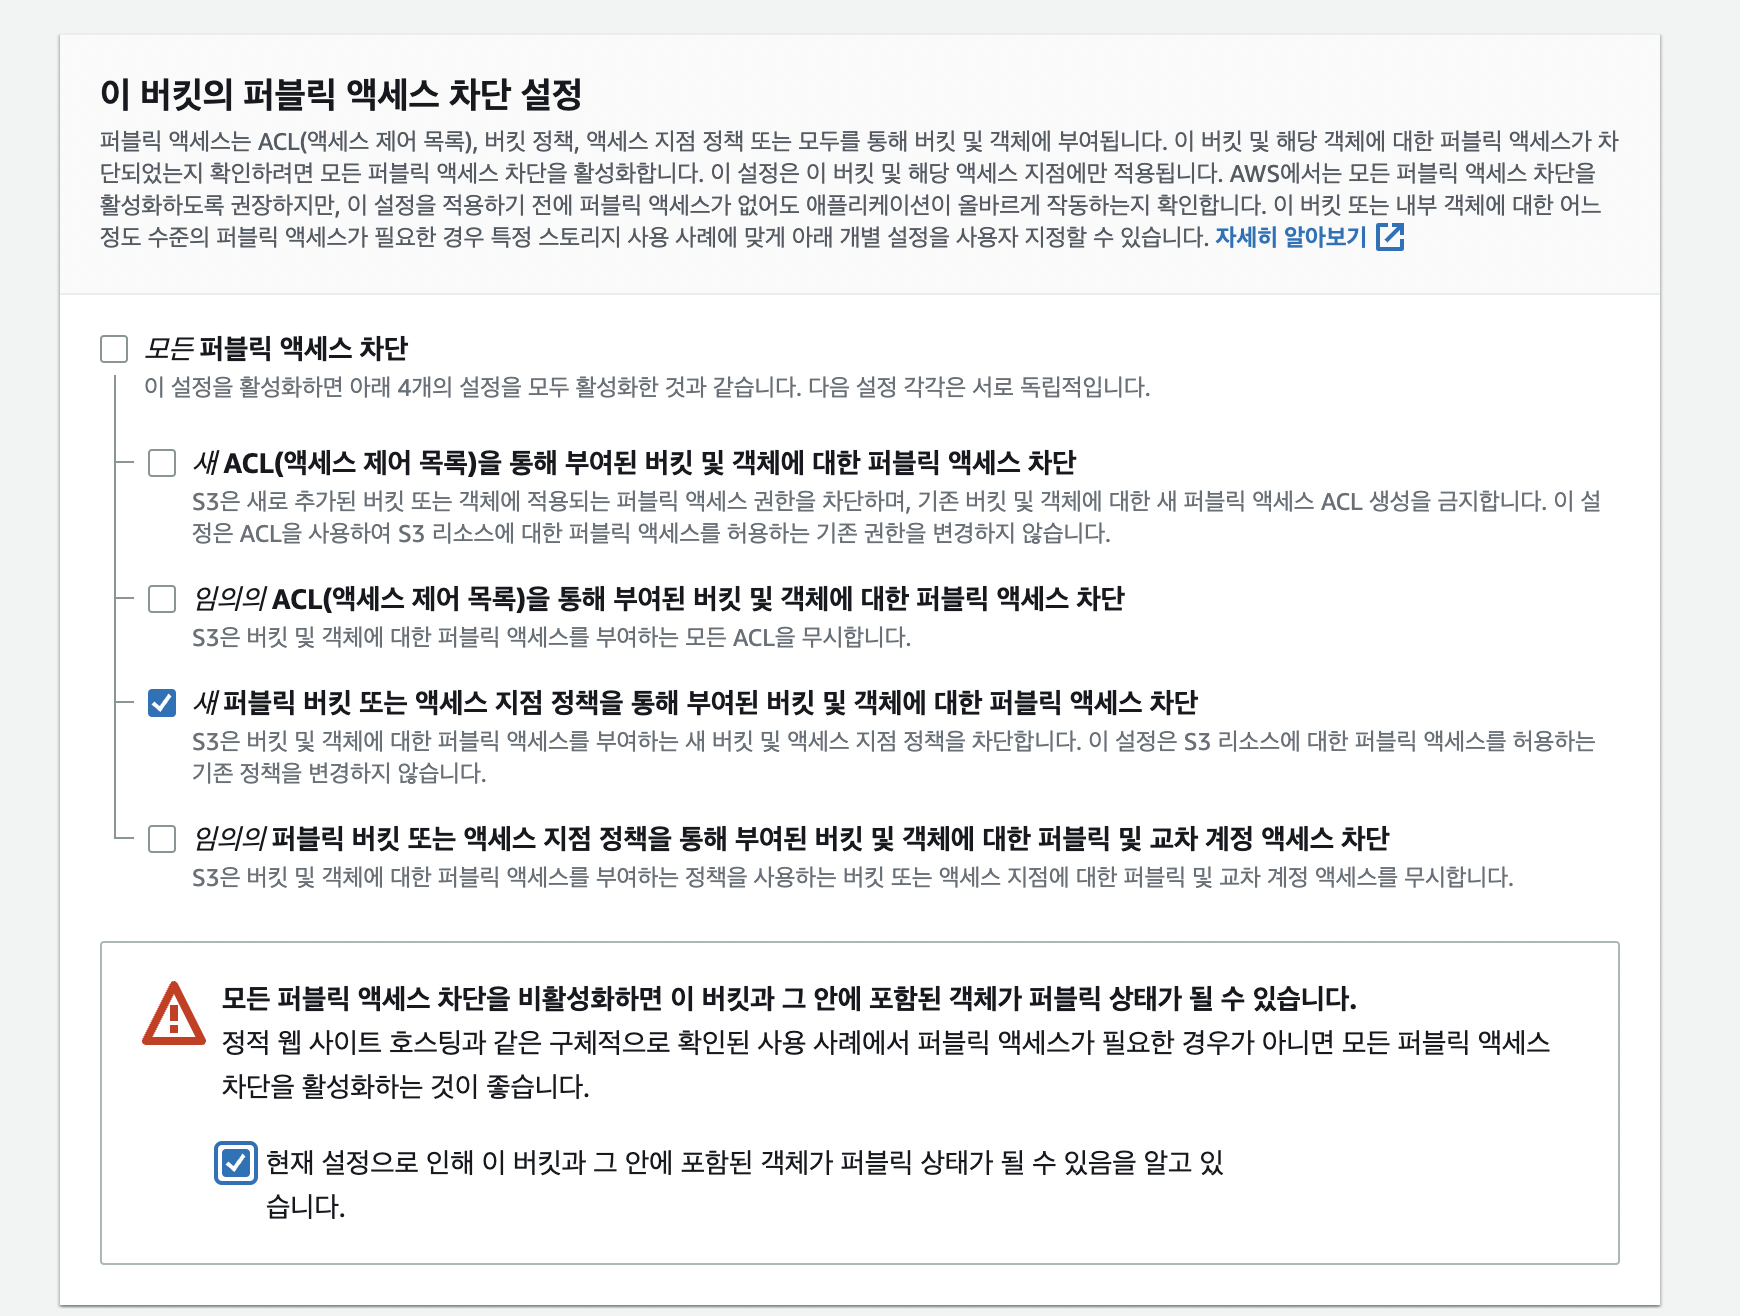 이 버킷의 퍼블릭 액세스 차단 설정
퍼블릭 액세스는 ACL(액세스 제어 목록), 버킷 정책, 액세스 지점 정책 또는 모두를 통해 버킷 및 객체에 부여됩니다. 이 버킷 및 해당 객체에 대한 퍼블릭 액세스가 차
단되었는지 확인하려면 모든 퍼블릭 액세스 차단을 활성화합니다. 이 설정은 이 버킷 및 해당 액세스 지점에만 적용됩니다. AWS에서는 모든 퍼블릭 액세스 차단을
활성화하도록 권장하지만, 이 설정을 적용하기 전에 퍼블릭 액세스가 없어도 애플리케이션이 올바르게 작동하는지 확인합니다. 이 버킷 또는 내부 객체에 대한 어느
정도 수준의 퍼블릭 액세스가 필요한 경우 특정 스토리지 사용 사례에 맞게 아래 개별 설정을 사용자 지정할 수 있습니다. 자세히 알아보기
모든 퍼블릭 액세스 차단
이 설정을 활성화하면 아래 4개의 설정을 모두 활성화한 것과 같습니다. 다음 설정 각각은 서로 독립적입니다.
새 ACL(액세스 제어 목록)을 통해 부여된 버킷 및 객체에 대한 퍼블릭 액세스 차단
S3은 새로 추가된 버킷 또는 객체에 적용되는 퍼블릭 액세스 권한을 차단하며, 기존 버킷 및 객체에 대한 새 퍼블릭 액세스 ACL 생성을 금지합니다. 이 설
정은 ACL을 사용하여 S3 리소스에 대한 퍼블릭 액세스를 허용하는 기존 권한을 변경하지 않습니다.
임의의 ACL(액세스 제어 목록)을 통해 부여된 버킷 및 객체에 대한 퍼블릭 액세스 차단
S3은 버킷 및 객체에 대한 퍼블릭 액세스를 부여하는 모든 ACL을 무시합니다.
새 퍼블릭 버킷 또는 액세스 지점 정책을 통해 부여된 버킷 및 객체에 대한 퍼블릭 액세스 차단
S3은 버킷 및 객체에 대한 퍼블릭 액세스를 부여하는 새 버킷 및 액세스 지점 정책을 차단합니다. 이 설정은 S3 리소스에 대한 퍼블릭 액세스를 허용하는
기존 정책을 변경하지 않습니다.
임의의 퍼블릭 버킷 또는 액세스 지점 정책을 통해 부여된 버킷 및 객체에 대한 퍼블릭 및 교차 계정 액세스 차단
S3은 버킷 및 객체에 대한 퍼블릭 액세스를 부여하는 정책을 사용하는 버킷 또는 액세스 지점에 대한 퍼블릭 및 교차 계정 액세스를 무시합니다.
모든 퍼블릭 액세스 차단을 비활성화하면 이 버킷과 그 안에 포함된 객체가 퍼블릭 상태가 될 수 있습니다.
정적 웹 사이트 호스팅과 같은 구체적으로 확인된 사용 사례에서 퍼블릭 액세스가 필요한 경우가 아니면 모든 퍼블릭 액세스
차단을 활성화하는 것이 좋습니다.
현재 설정으로 인해 이 버킷과 그 안에 포함된 객체가 퍼블릭 상태가 될 수 있음을 알고 있
습니다.